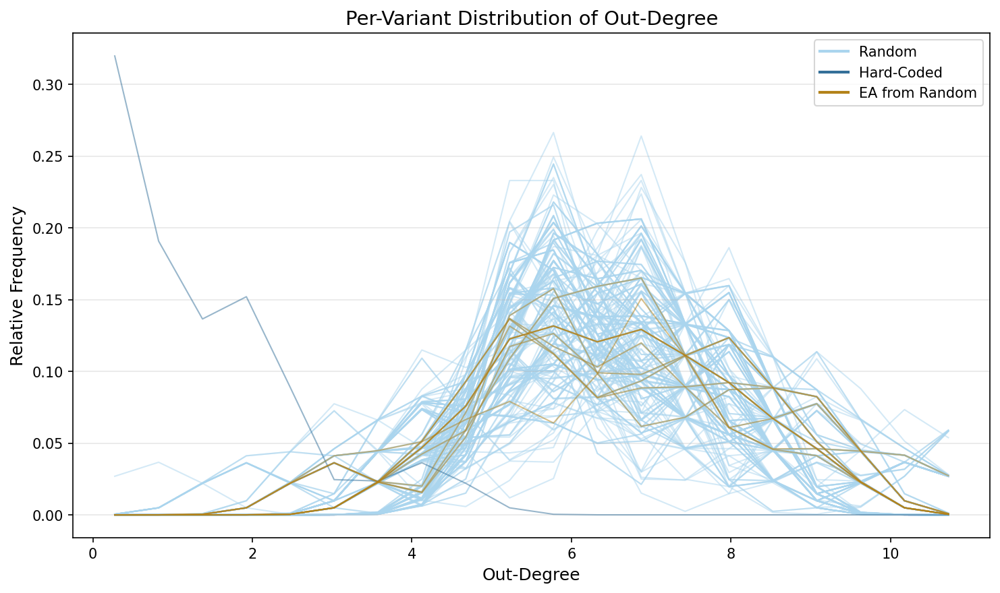 Per-Variant Distribution of Out-Degree
Random
Hard-Coded
EA from Random
Relative Frequency
0.30
0.25
0.20
0.15
0.10
0.05
0.00
0 2 4 6 8 10
Out-Degree